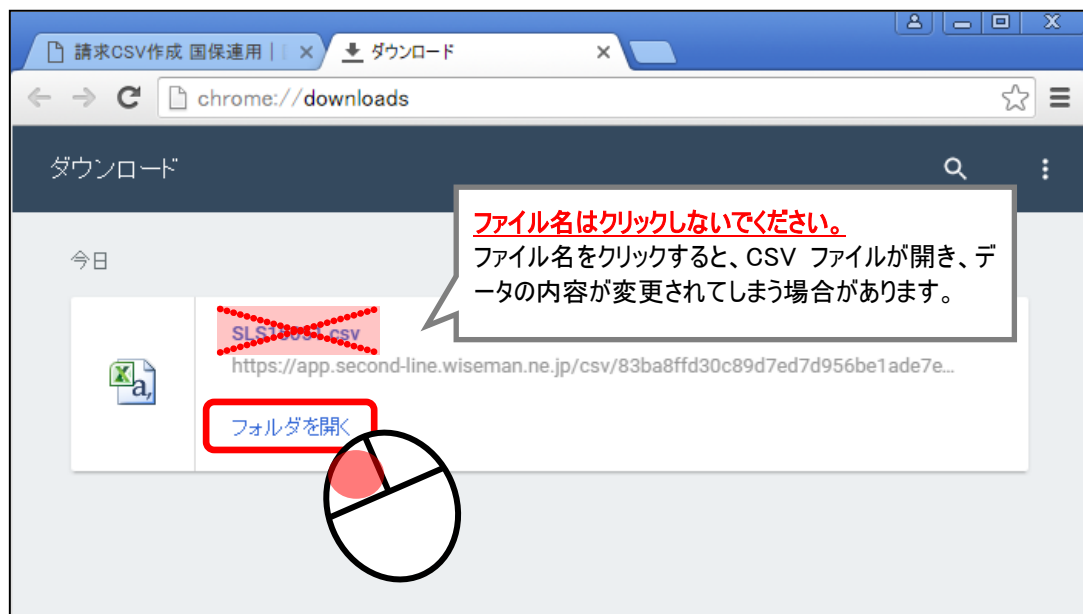 請求CSV作成 国保連用 |
ダウンロード
chrome://downloads
ダウンロード
ファイル名はクリックしないでください。
ファイル名をクリックすると、CSV ファイルが開き、デ
ータの内容が変更されてしまう場合があります。
今日
.csv
https://app.second-line.wiseman.ne.jp/csv/83ba8ffd30c89d7ed7d956be1ade7e...
a,
フォルダを開く